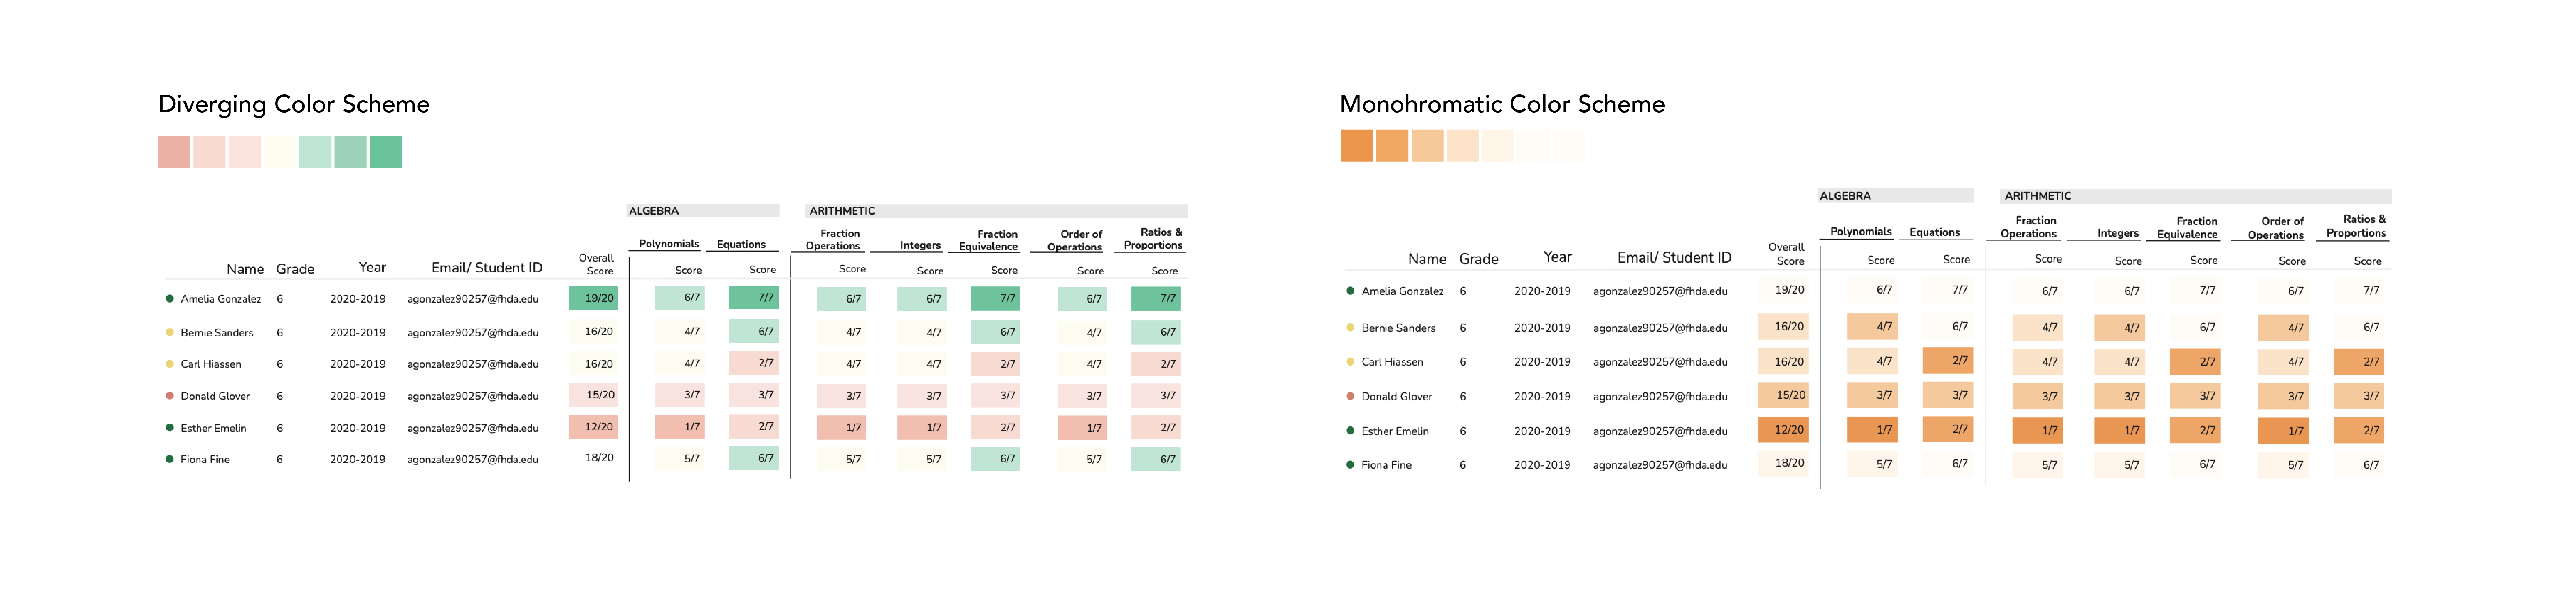 Diverging Color Scheme
ALGEBRA ARITHMETIC
Polynomials Equations Fraction Operations Integers Fraction Equivalence Order of Operations Ratios & Proportions
Name Grade Year Email/ Student ID Overall Score Score Score Score Score Score Score Score
Amelia Gonzalez 6 2020-2019 agonzalez90257@fhda.edu 19/20 6/7 7/7 6/7 6/7 7/7 6/7 7/7
Bernie Sanders 6 2020-2019 agonzalez90257@fhda.edu 16/20 4/7 6/7 4/7 4/7 6/7 4/7 6/7
Carl Hiassen 6 2020-2019 agonzalez90257@fhda.edu 16/20 4/7 2/7 4/7 4/7 2/7 4/7 2/7
Donald Glover 6 2020-2019 agonzalez90257@fhda.edu 15/20 3/7 3/7 3/7 3/7 3/7 3/7 3/7
Esther Emelin 6 2020-2019 agonzalez90257@fhda.edu 12/20 1/7 2/7 1/7 1/7 2/7 1/7 2/7
Fiona Fine 6 2020-2019 agonzalez90257@fhda.edu 18/20 5/7 6/7 5/7 5/7 6/7 5/7 6/7
Monohromatic Color Scheme
ALGEBRA ARITHMETIC
Polynomials Equations Fraction Operations Integers Fraction Equivalence Order of Operations Ratios & Proportions
Name Grade Year Email/ Student ID Overall Score Score Score Score Score Score Score Score
Amelia Gonzalez 6 2020-2019 agonzalez90257@fhda.edu 19/20 6/7 7/7 6/7 6/7 7/7 6/7 7/7
Bernie Sanders 6 2020-2019 agonzalez90257@fhda.edu 16/20 4/7 6/7 4/7 4/7 6/7 4/7 6/7
Carl Hiassen 6 2020-2019 agonzalez90257@fhda.edu 16/20 4/7 2/7 4/7 4/7 2/7 4/7 2/7
Donald Glover 6 2020-2019 agonzalez90257@fhda.edu 15/20 3/7 3/7 3/7 3/7 3/7 3/7 3/7
Esther Emelin 6 2020-2019 agonzalez90257@fhda.edu 12/20 1/7 2/7 1/7 1/7 2/7 1/7 2/7
Fiona Fine 6 2020-2019 agonzalez90257@fhda.edu 18/20 5/7 6/7 5/7 5/7 6/7 5/7 6/7